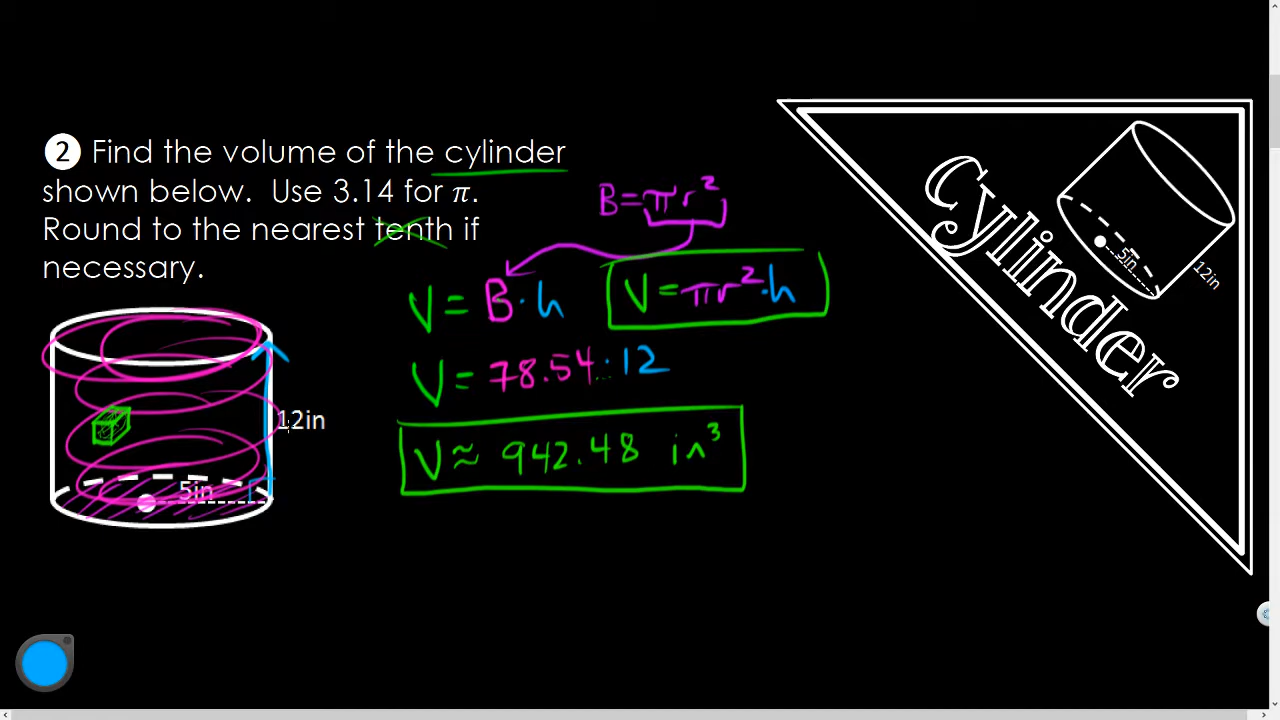 2 Find the volume of the cylinder
shown below. Use 3.14 for π.
Round to the nearest tenth if
necessary.
B=πr²
V = B·h
V=πr²·h
V = 78.54·12
V≈ 942.48 in³
12in
5in
Cylinder
5in
12in